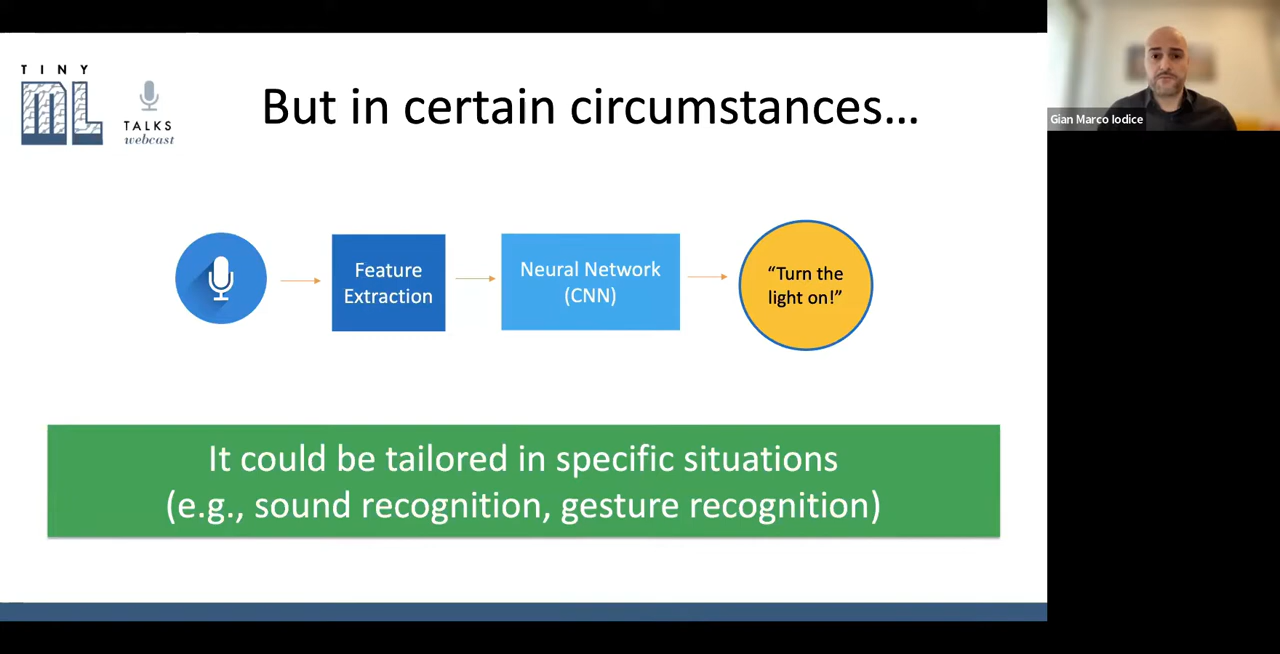 TINY
ML
TALKS
webcast
But in certain circumstances...
Feature
Extraction
Neural Network
(CNN)
“Turn the
light on!”
It could be tailored in specific situations
(e.g., sound recognition, gesture recognition)
Gian Marco Iodice